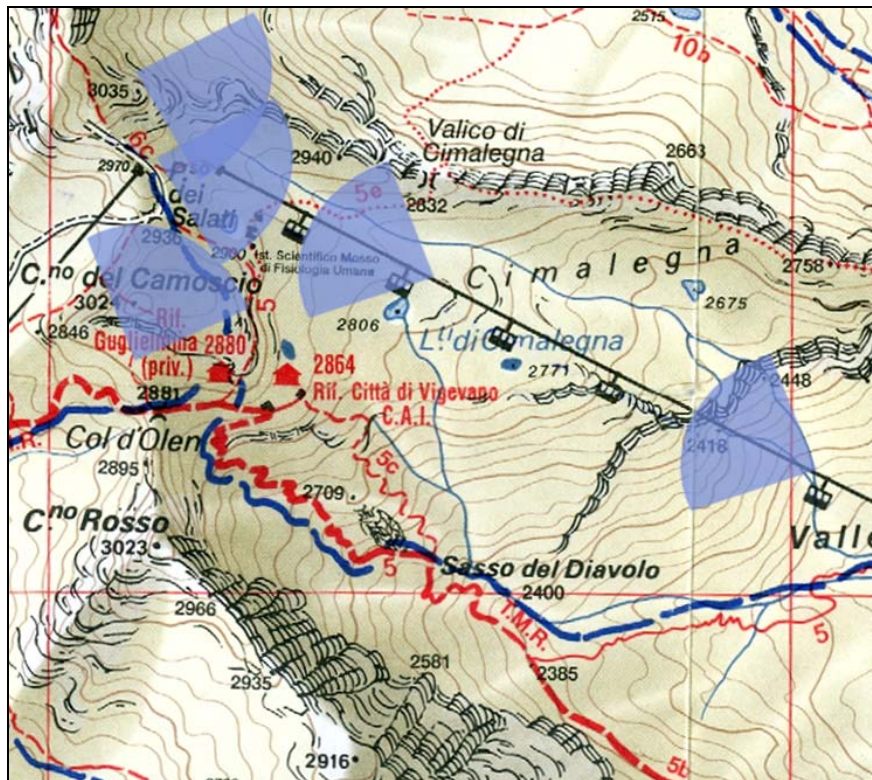 2515
10b
3035
6c
2940
Valico di
Cimalegna
2663
2970
P.so
dei
Salati
5e
2632
2936
2900
Ist. Scientifico Mosso
di Fisiologia Umana
C.no del Camoscio
Cimalegna
2758
3024
2675
2846
Rif.
Guglielmina 2880
(priv.)
5
2806
L.ti di Cimalegna
2864
Rif. Città di Vigevano
C.A.I.
2771
2448
2881
Col d'Olen
2418
2895
5c
2709
C.no Rosso
3023
Valle
Sasso del Diavolo
5
2400
2966
T.M.R.
5
2581
2385
2935
2916
5b